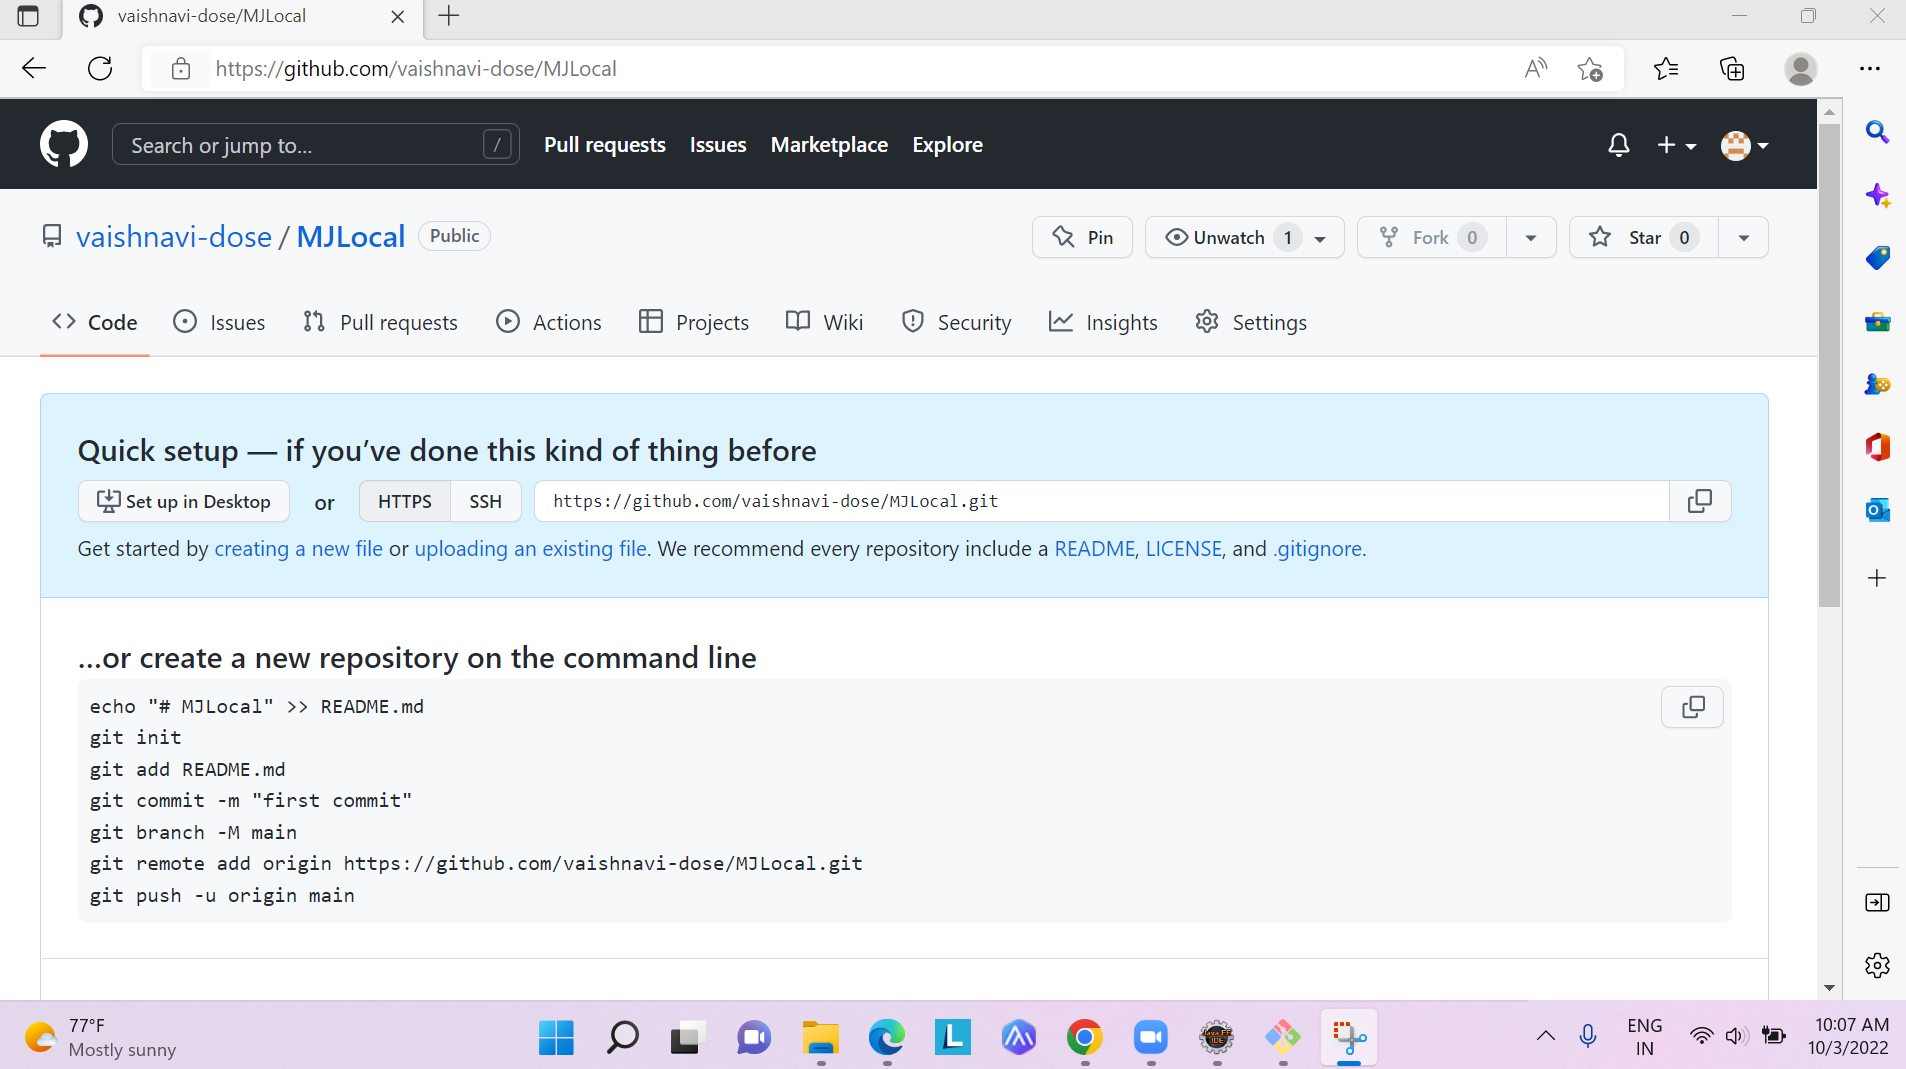 vaishnavi-dose/MJLocal
https://github.com/vaishnavi-dose/MJLocal
Search or jump to... /
Pull requests Issues Marketplace Explore
vaishnavi-dose / MJLocal Public
Pin Unwatch 1 Fork 0 Star 0
Code Issues Pull requests Actions Projects Wiki Security Insights Settings
Quick setup — if you’ve done this kind of thing before
Set up in Desktop or HTTPS SSH https://github.com/vaishnavi-dose/MJLocal.git
Get started by creating a new file or uploading an existing file. We recommend every repository include a README, LICENSE, and .gitignore.
…or create a new repository on the command line
echo "# MJLocal" >> README.md
git init
git add README.md
git commit -m "first commit"
git branch -M main
git remote add origin https://github.com/vaishnavi-dose/MJLocal.git
git push -u origin main
77°F
Mostly sunny
ENG
IN
10:07 AM
10/3/2022